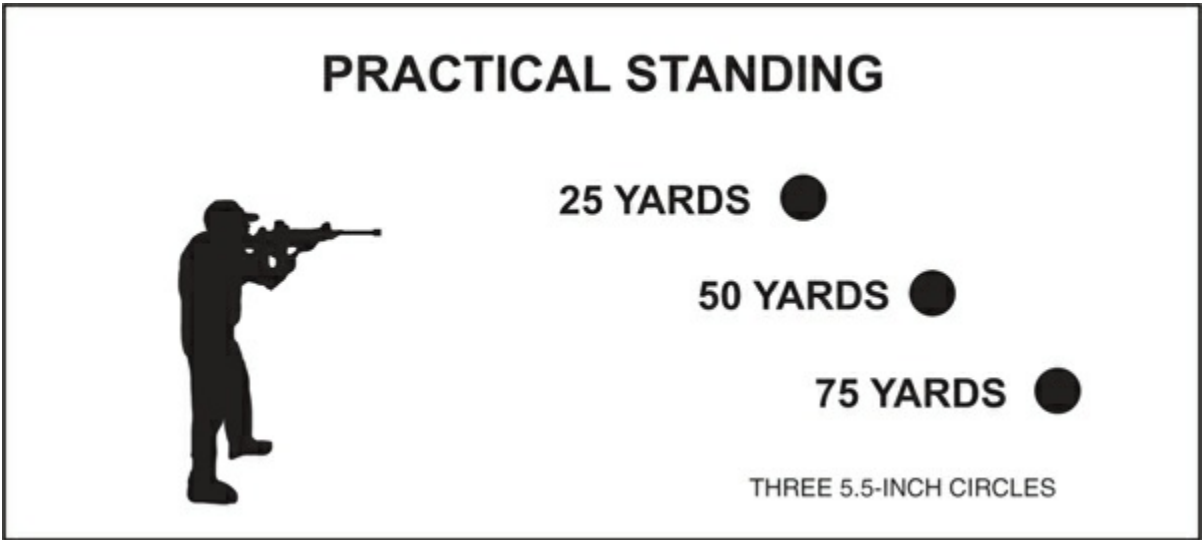 PRACTICAL STANDING
25 YARDS
50 YARDS
75 YARDS
THREE 5.5-INCH CIRCLES